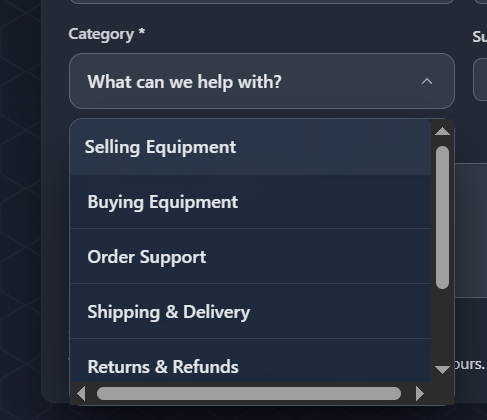 Category *
What can we help with?
Selling Equipment
Buying Equipment
Order Support
Shipping & Delivery
Returns & Refunds
Su
ours.